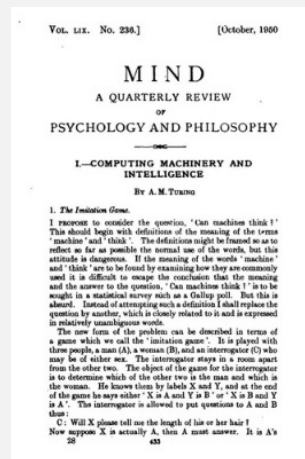 VOL. LIX. No. 236.] [October, 1950
MIND
A QUARTERLY REVIEW
OF
PSYCHOLOGY AND PHILOSOPHY
I.—COMPUTING MACHINERY AND
INTELLIGENCE
BY A. M. TURING
1. The Imitation Game.
I PROPOSE to consider the question, ‘Can machines think?’
This should begin with definitions of the meaning of the terms
‘machine’ and ‘think’. The definitions might be framed so as to
reflect so far as possible the normal use of the words, but this
attitude is dangerous. If the meaning of the words ‘machine’
and ‘think’ are to be found by examining how they are commonly
used it is difficult to escape the conclusion that the meaning
and the answer to the question, ‘Can machines think?’ is to be
sought in a statistical survey such as a Gallup poll. But this is
absurd. Instead of attempting such a definition I shall replace the
question by another, which is closely related to it and is expressed
in relatively unambiguous words.
The new form of the problem can be described in terms of
a game which we call the ‘imitation game’. It is played with
three people, a man (A), a woman (B), and an interrogator (C) who
may be of either sex. The interrogator stays in a room apart
from the other two. The object of the game for the interrogator
is to determine which of the other two is the man and which is
the woman. He knows them by labels X and Y, and at the end
of the game he says either ‘X is A and Y is B’ or ‘X is B and Y
is A’. The interrogator is allowed to put questions to A and B
thus:
C: Will X please tell me the length of his or her hair?
Now suppose X is actually A, then A must answer. It is A's
28 433